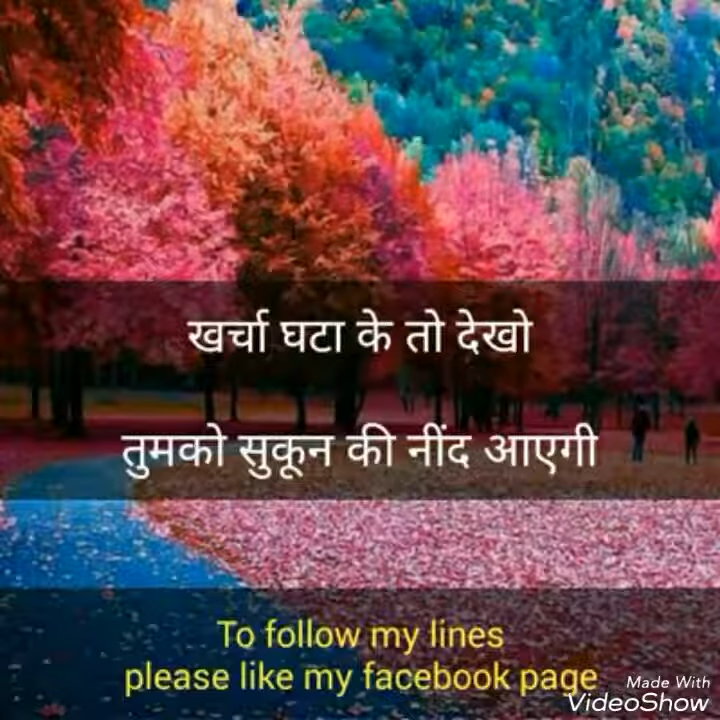 खर्चा घटा के तो देखो
तुमको सुकून की नींद आएगी
To follow my lines
please like my facebook page
Made With
VideoShow